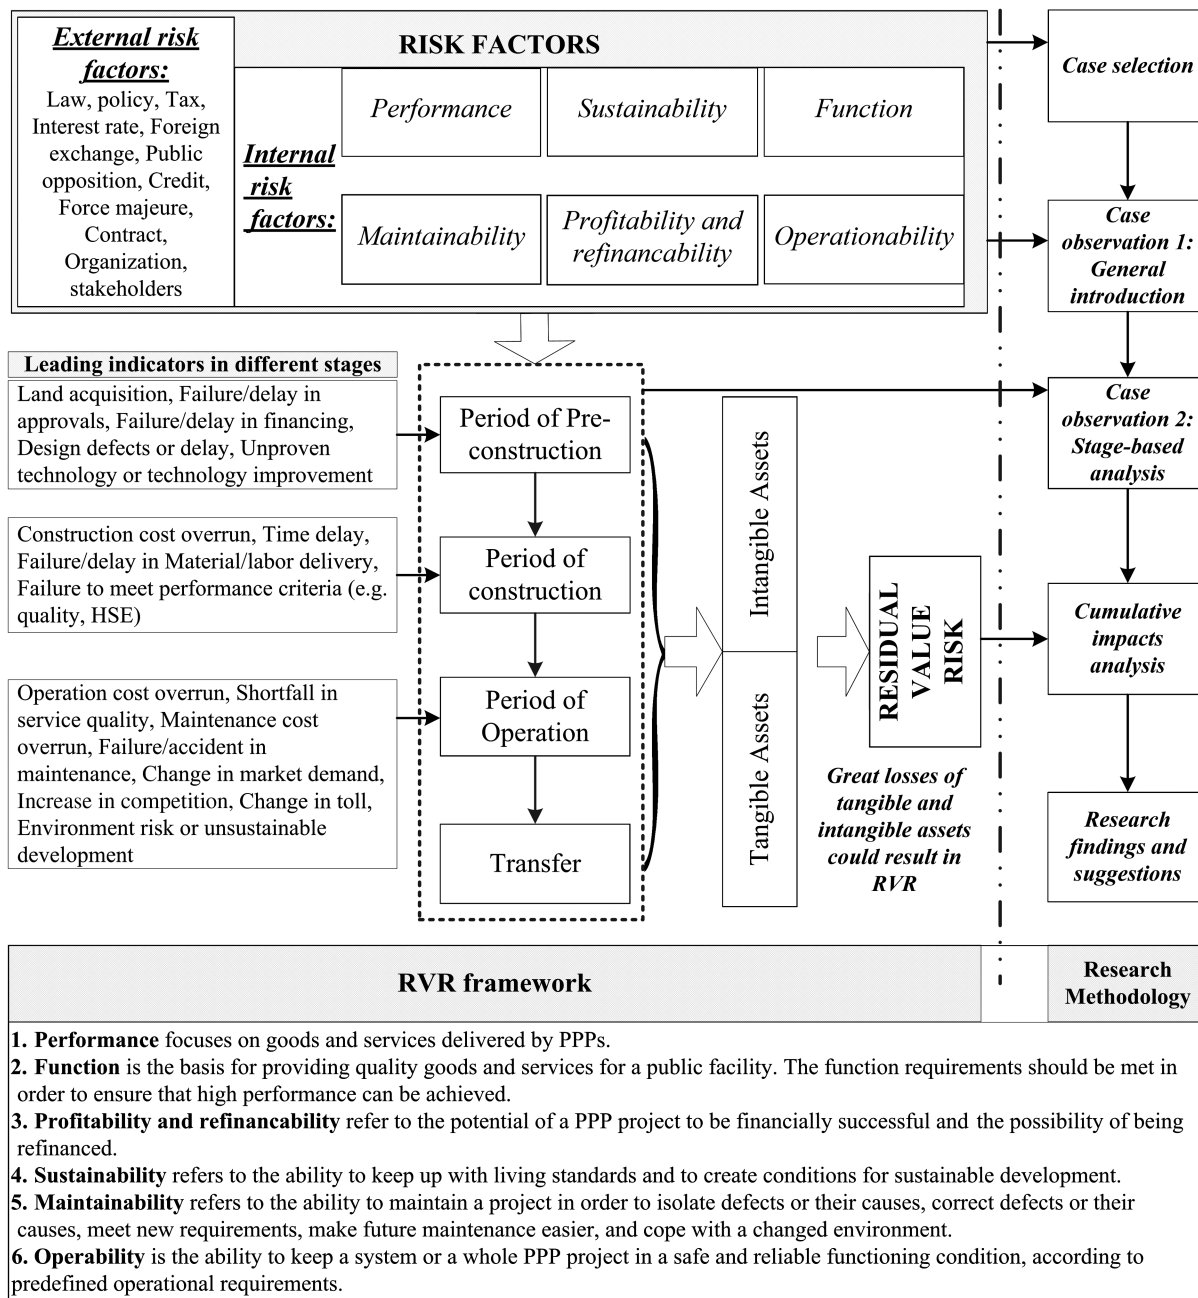 External risk
factors:
Law, policy, Tax,
Interest rate, Foreign
exchange, Public
opposition, Credit,
Force majeure,
Contract,
Organization,
stakeholders
RISK FACTORS
Internal
risk
factors:
Performance
Sustainability
Function
Maintainability
Profitability and
refinancability
Operationability
Leading indicators in different stages
Land acquisition, Failure/delay in
approvals, Failure/delay in financing,
Design defects or delay, Unproven
technology or technology improvement
Construction cost overrun, Time delay,
Failure/delay in Material/labor delivery,
Failure to meet performance criteria (e.g.
quality, HSE)
Operation cost overrun, Shortfall in
service quality, Maintenance cost
overrun, Failure/accident in
maintenance, Change in market demand,
Increase in competition, Change in toll,
Environment risk or unsustainable
development
Period of Pre-
construction
Period of
construction
Period of
Operation
Transfer
Intangible Assets
Tangible Assets
RESIDUAL
VALUE
RISK
Great losses of
tangible and
intangible assets
could result in
RVR
Case selection
Case
observation 1:
General
introduction
Case
observation 2:
Stage-based
analysis
Cumulative
impacts
analysis
Research
findings and
suggestions
RVR framework
Research
Methodology
1. Performance focuses on goods and services delivered by PPPs.
2. Function is the basis for providing quality goods and services for a public facility. The function requirements should be met in
order to ensure that high performance can be achieved.
3. Profitability and refinancability refer to the potential of a PPP project to be financially successful and the possibility of being
refinanced.
4. Sustainability refers to the ability to keep up with living standards and to create conditions for sustainable development.
5. Maintainability refers to the ability to maintain a project in order to isolate defects or their causes, correct defects or their
causes, meet new requirements, make future maintenance easier, and cope with a changed environment.
6. Operability is the ability to keep a system or a whole PPP project in a safe and reliable functioning condition, according to
predefined operational requirements.